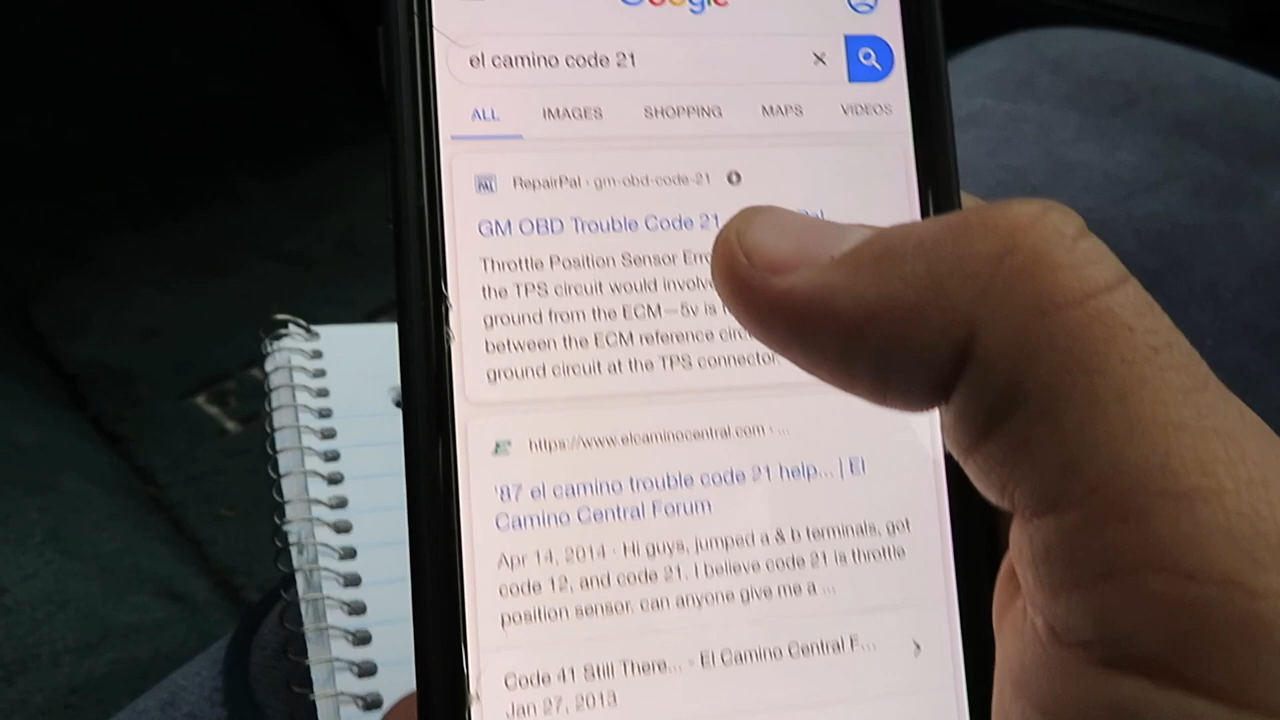 Google
el camino code 21
ALL IMAGES SHOPPING MAPS VIDEOS
RepairPal · gm-obd-code-21
GM OBD Trouble Code 21
Throttle Position Sensor
the TPS circuit would
ground from the ECM—5v is
between the ECM reference
ground circuit at the TPS connector.
https://www.elcaminocentral.com · ...
'87 el camino trouble code 21 help... | El
Camino Central Forum
Apr 14, 2014 · Hi guys, jumped a & b terminals, got
code 12, and code 21. I believe code 21 is throttle
position sensor. can anyone give me a ...
Code 41 Still There... - El Camino Central F...
Jan 27, 2013